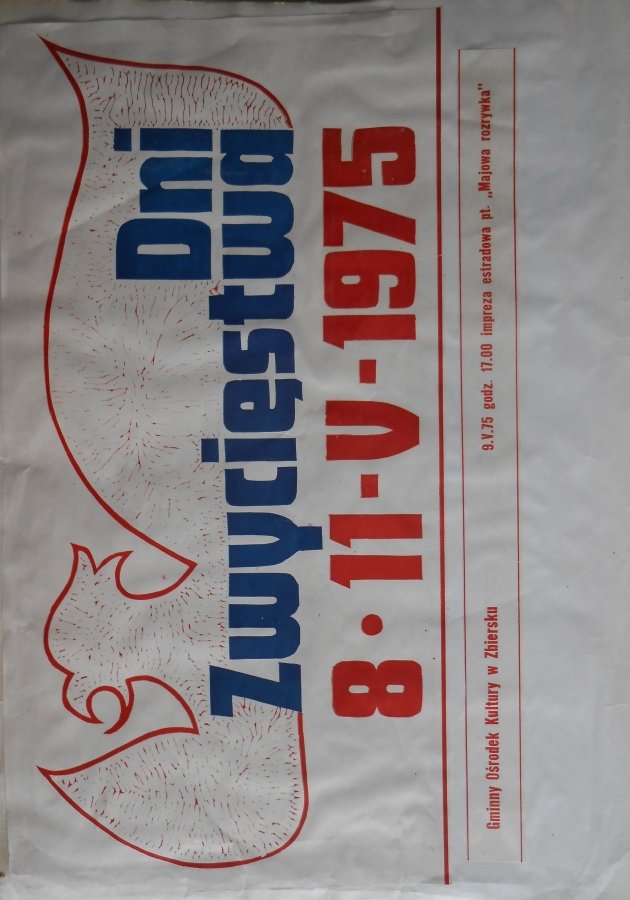 Dni
Zwycięstwa
8•11-V-1975
Gminny Ośrodek Kultury w Zbiersku 9.V.75 godz. 17.00 impreza estradowa pt. „Majowa rozrywka”